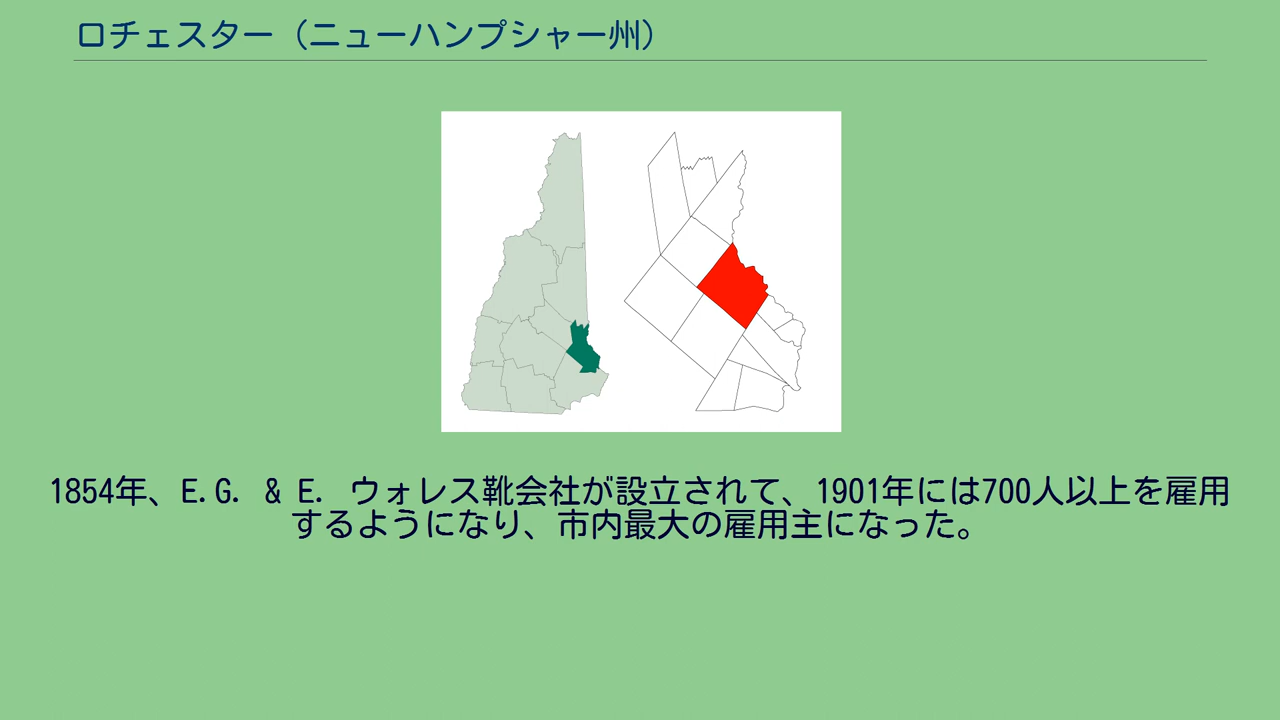 ロチェスター（ニューハンプシャー州）
1854年、E.G. & E. ウォレス靴会社が設立されて、1901年には700人以上を雇用
するようになり、市内最大の雇用主になった。